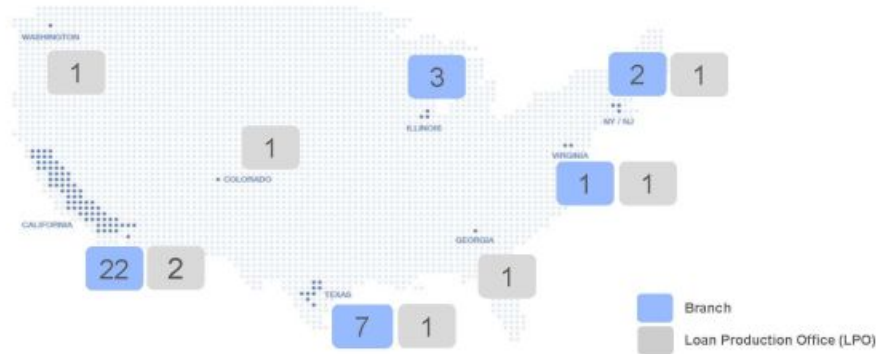 WASHINGTON
1
3
ILLINOIS
2 1
NY / NJ
1
COLORADO
VIRGINIA
1 1
CALIFORNIA
22 2
GEORGIA
1
TEXAS
7 1
Branch
Loan Production Office (LPO)